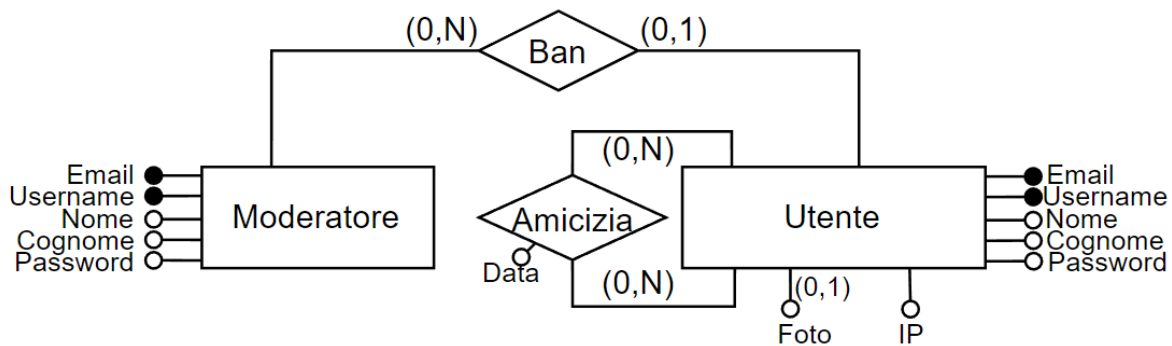 (0,N) Ban (0,1)
Email
Username
Nome
Cognome
Password
Moderatore
(0,N)
Amicizia
Data
(0,N)
Utente
Email
Username
Nome
Cognome
Password
(0,1)
Foto
IP